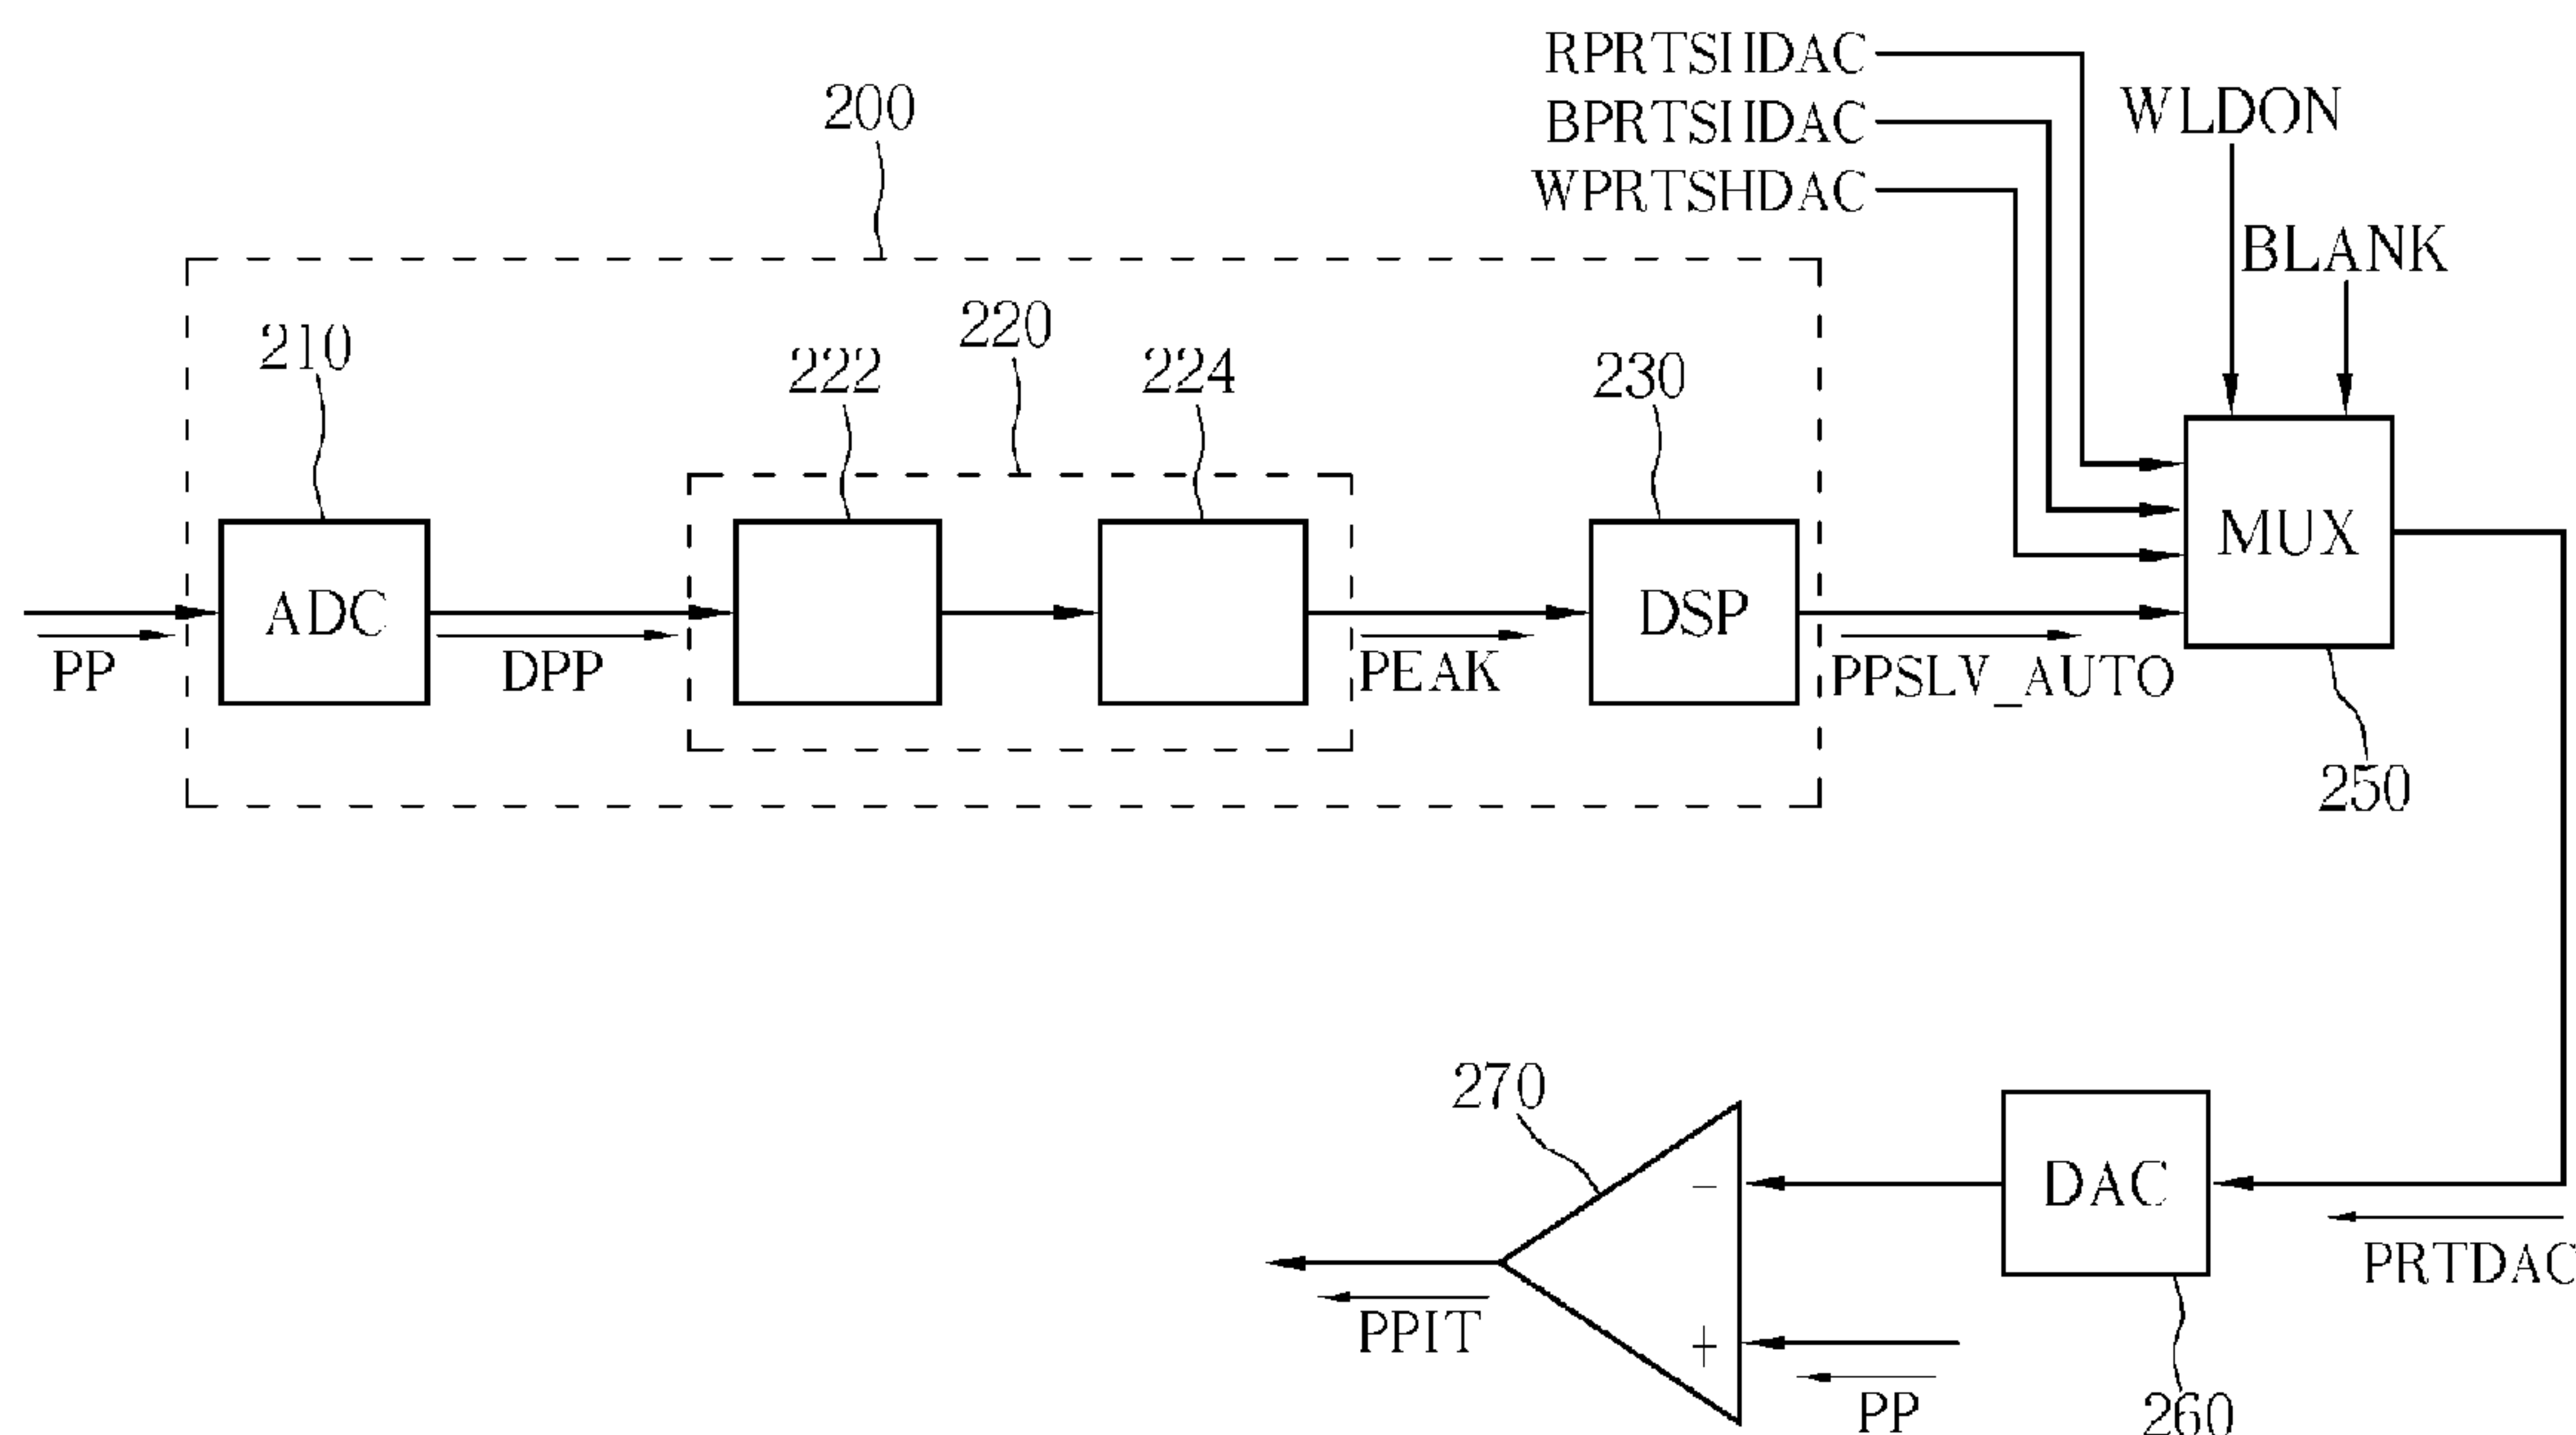 RPRTSHDAC
BPRTSHDAC
WPRTSHDAC
WLDON
BLANK
200
210
220
222
224
230
ADC
DSP
MUX
PP
DPP
PEAK
PPSLV_AUTO
250
270
DAC
−
+
PRTDAC
PPIT
PP
260